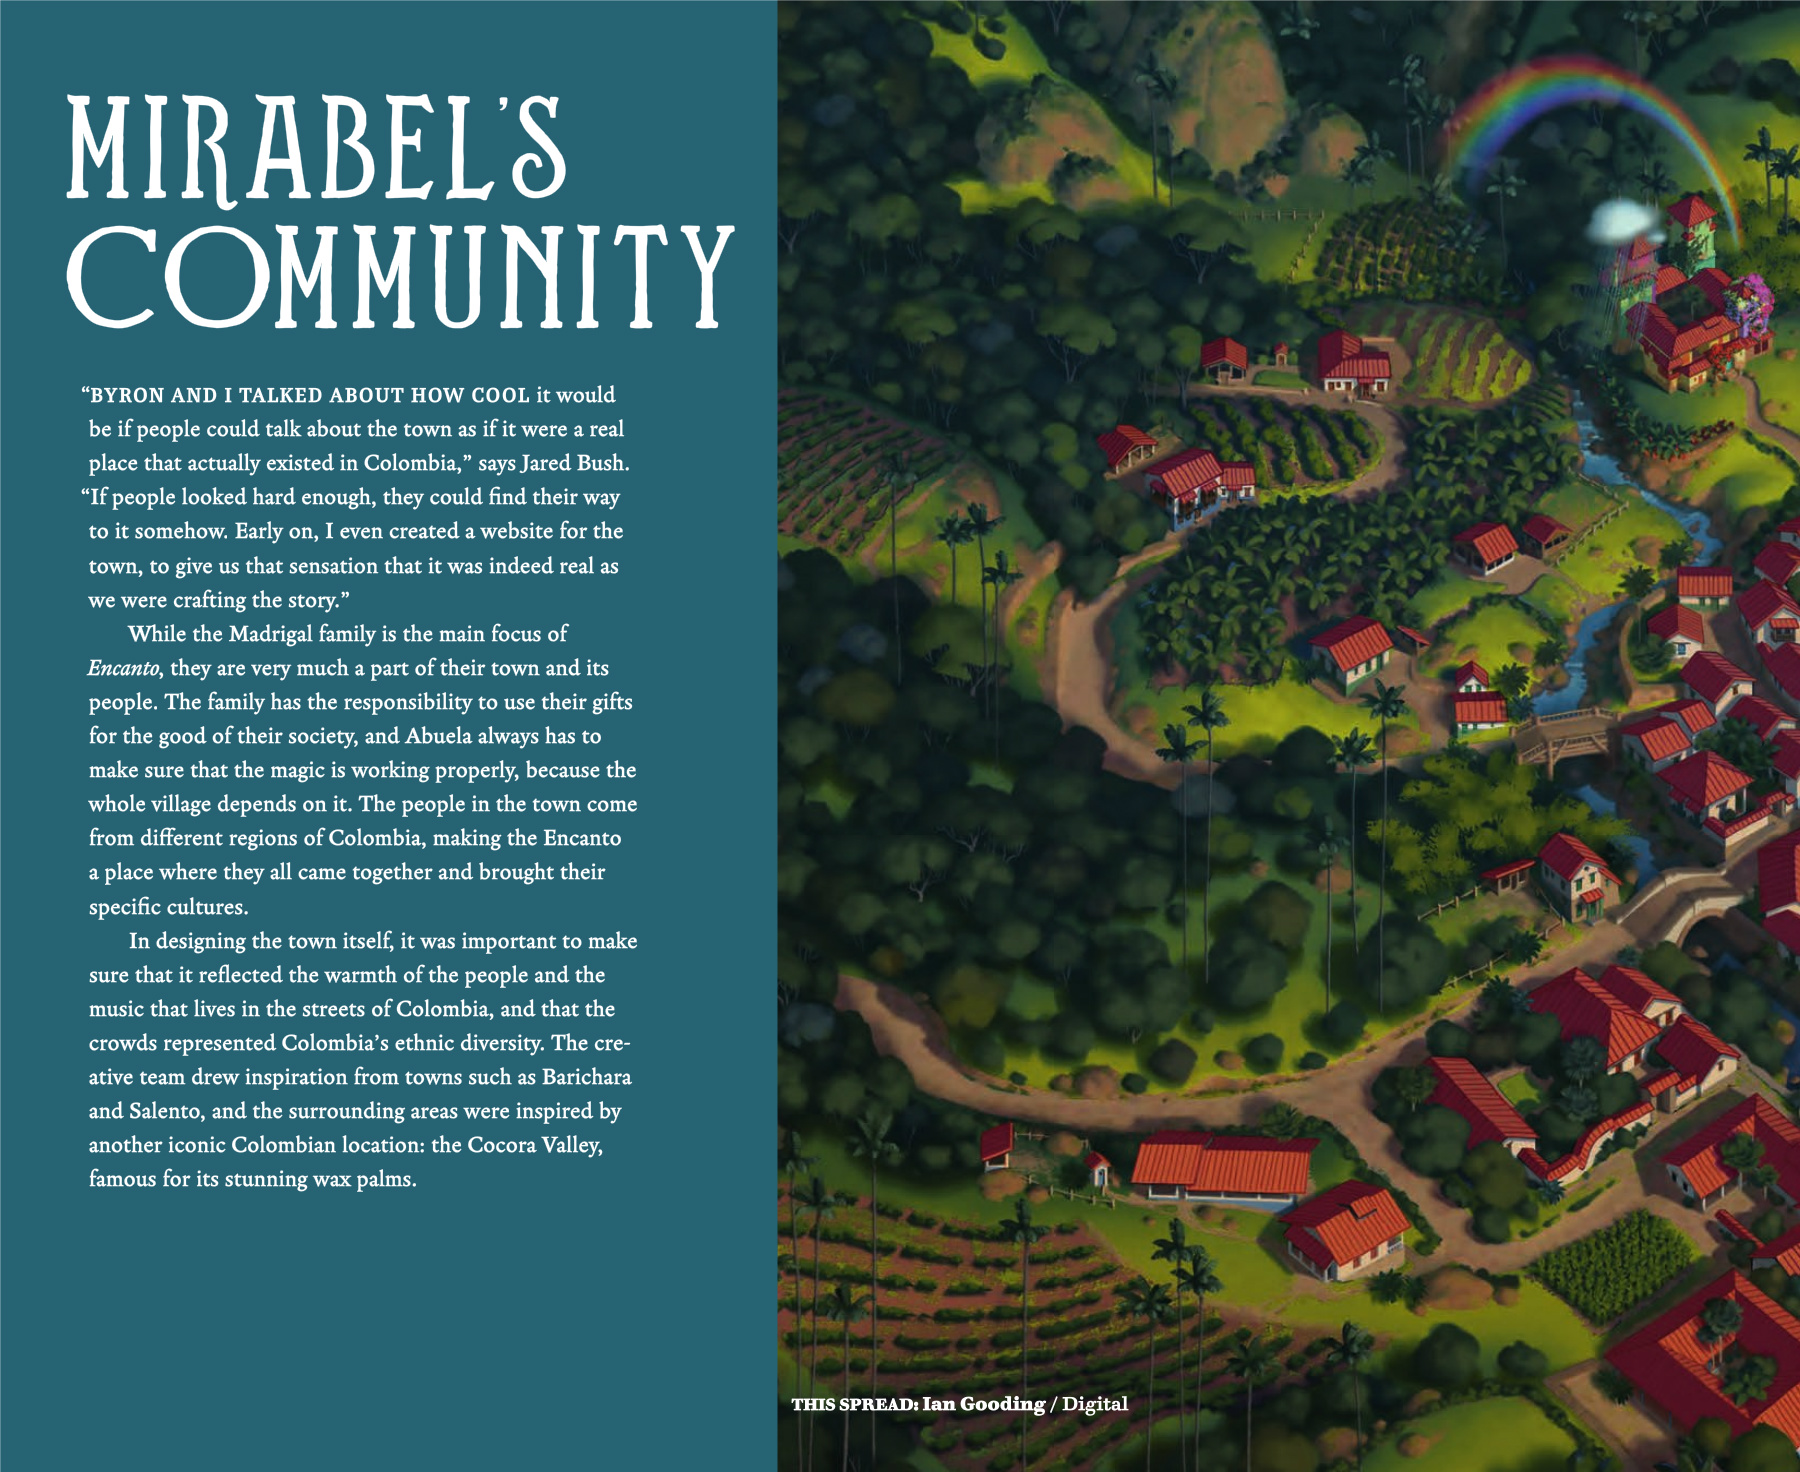 MIRABEL'S
COMMUNITY
“BYRON AND I TALKED ABOUT HOW COOL it would
be if people could talk about the town as if it were a real
place that actually existed in Colombia,” says Jared Bush.
“If people looked hard enough, they could find their way
to it somehow. Early on, I even created a website for the
town, to give us that sensation that it was indeed real as
we were crafting the story.”
While the Madrigal family is the main focus of
Encanto, they are very much a part of their town and its
people. The family has the responsibility to use their gifts
for the good of their society, and Abuela always has to
make sure that the magic is working properly, because the
whole village depends on it. The people in the town come
from different regions of Colombia, making the Encanto
a place where they all came together and brought their
specific cultures.
In designing the town itself, it was important to make
sure that it reflected the warmth of the people and the
music that lives in the streets of Colombia, and that the
crowds represented Colombia’s ethnic diversity. The cre-
ative team drew inspiration from towns such as Barichara
and Salento, and the surrounding areas were inspired by
another iconic Colombian location: the Cocora Valley,
famous for its stunning wax palms.
THIS SPREAD: Ian Gooding / Digital